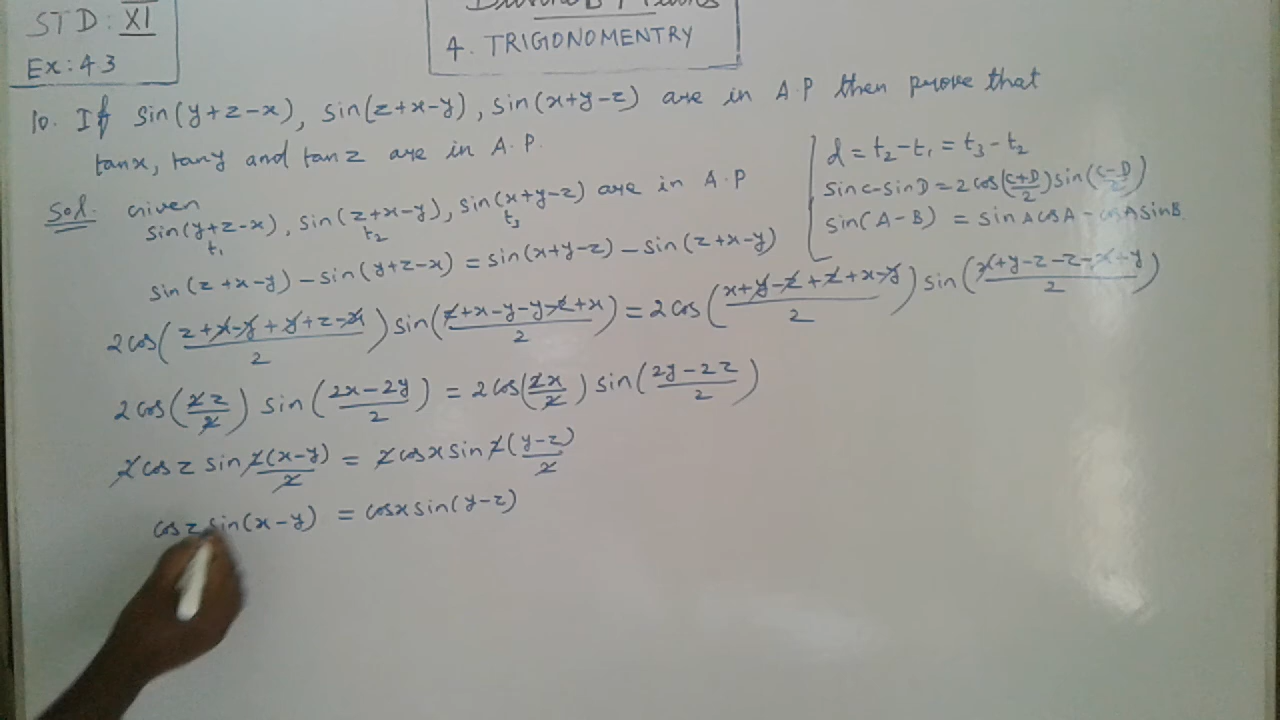 STD: XI
Ex: 4.3
4. TRIGONOMENTRY
10. If sin(y+z-x), sin(z+x-y), sin(x+y-z) are in A.P then prove that
tanx, tany and tan z are in A.P.
Sol. Given
sin(y+z-x), sin(z+x-y), sin(x+y-z) are in A.P
t₁ t₂ t₃
d = t₂-t₁ = t₃-t₂
sinc-sinD = 2cos(C+D/2) sin(C-D/2)
sin(A-B) = sinAcosA - cosAsinB
sin(z+x-y) - sin(y+z-x) = sin(x+y-z) - sin(z+x-y)
2cos(z+x-y+y+z-x/2) sin(z+x-y-y-z+x/2) = 2cos(x+y-z+z+x-y/2) sin(x+y-z-z-x+y/2)
2cos(2z/2) sin(2x-2y/2) = 2cos(2x/2) sin(2y-2z/2)
2cosz sin 2(x-y)/2 = 2cosx sin 2(y-z)/2
cosz sin(x-y) = cosx sin(y-z)